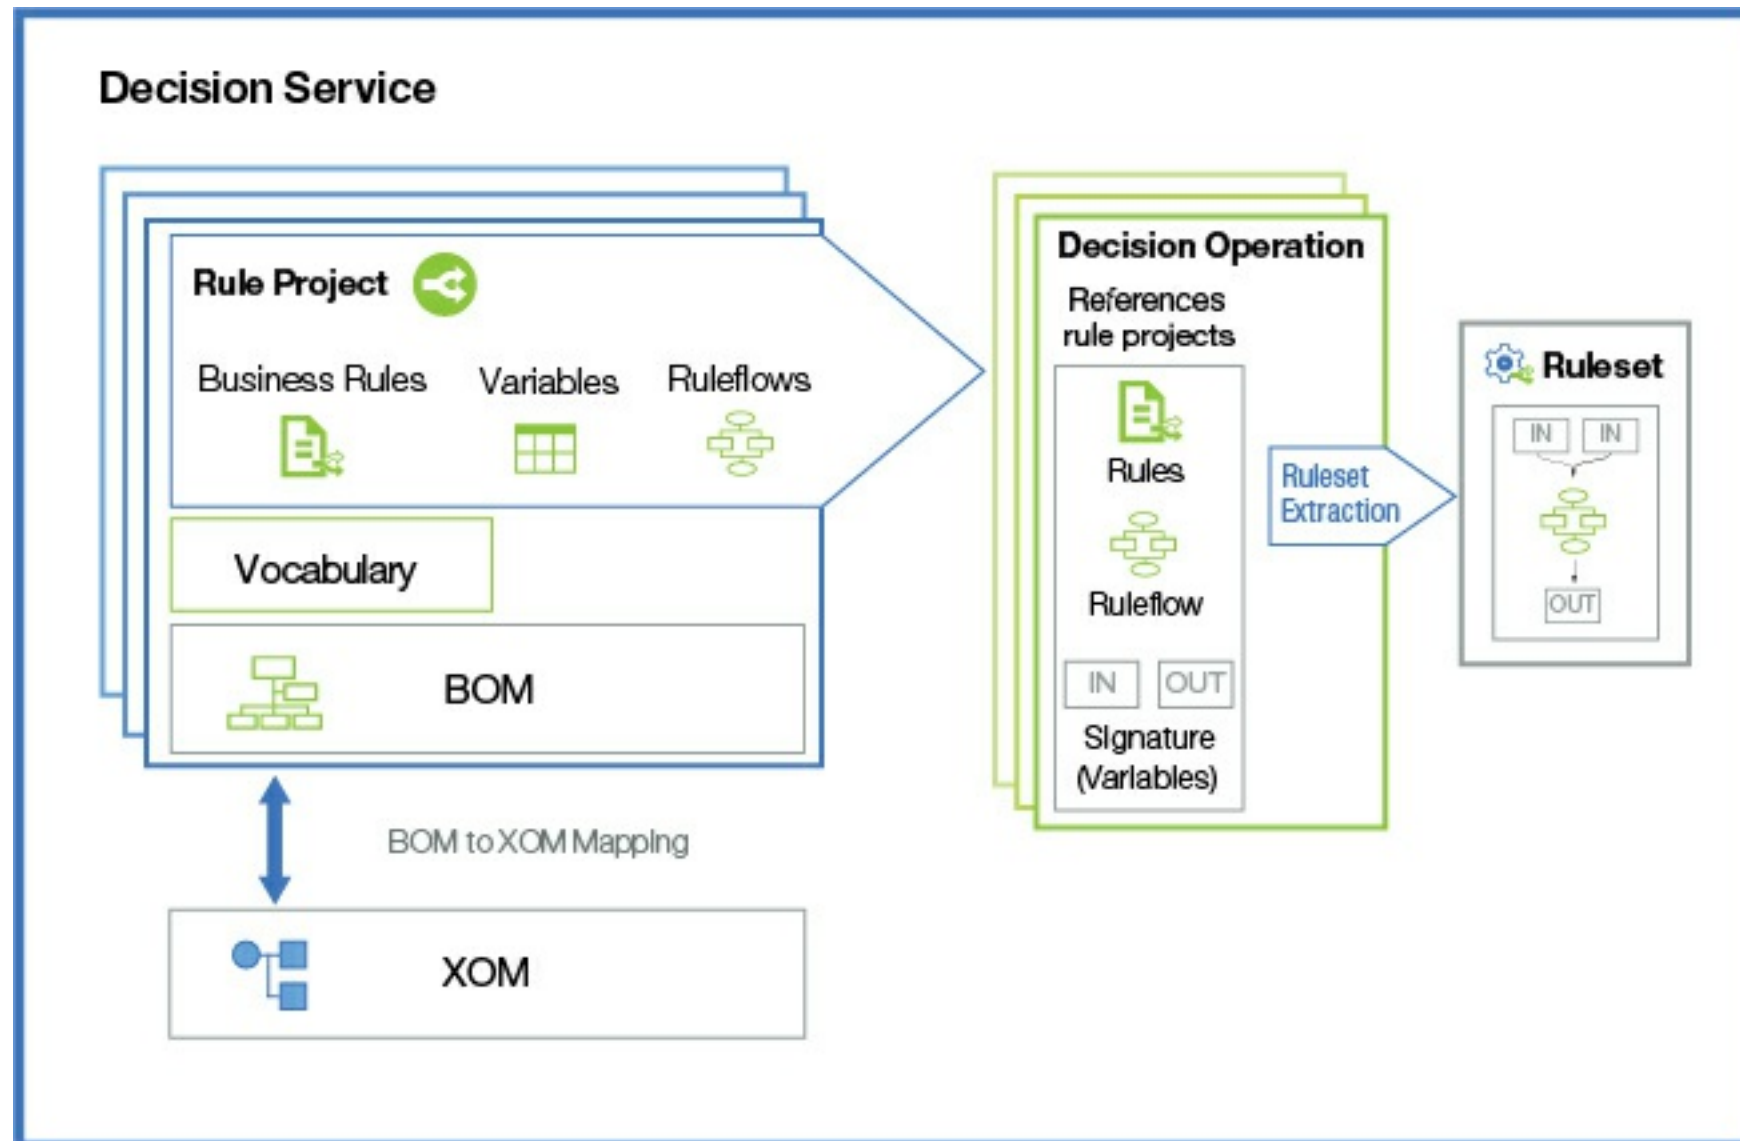 Decision Service
Rule Project
Business Rules
Variables
Ruleflows
Vocabulary
BOM
BOM to XOM Mapping
XOM
Decision Operation
References
rule projects
Rules
Ruleflow
IN
OUT
Signature
(Variables)
Ruleset
Extraction
Ruleset
IN
IN
OUT